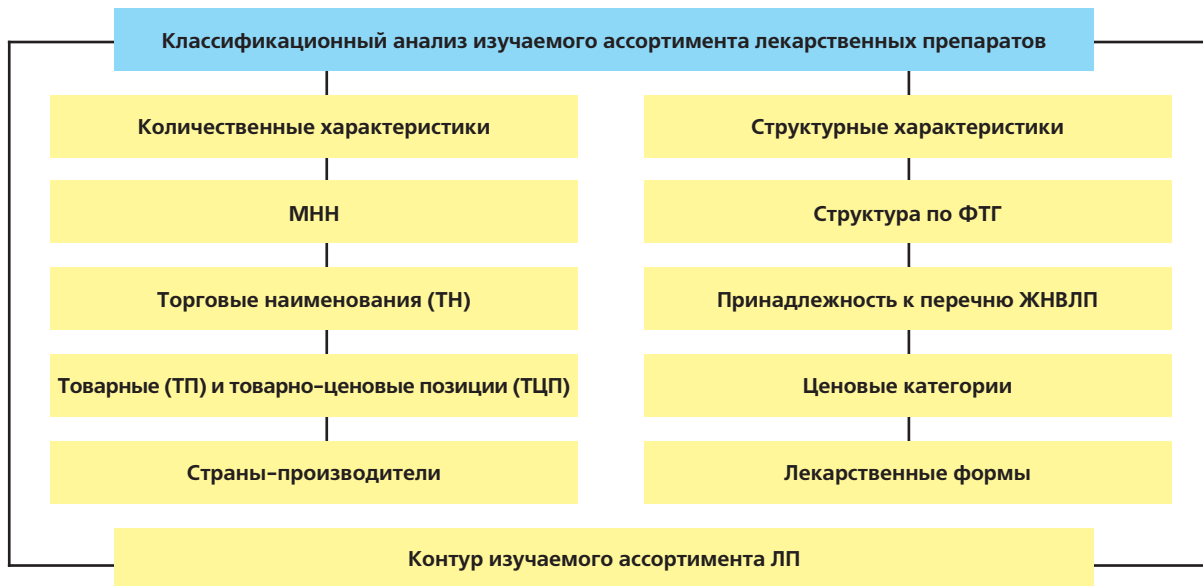 Классификационный анализ изучаемого ассортимента лекарственных препаратов
Количественные характеристики
МНН
Торговые наименования (ТН)
Товарные (ТП) и товарно-ценовые позиции (ТЦП)
Страны-производители
Структурные характеристики
Структура по ФТГ
Принадлежность к перечню ЖНВЛП
Ценовые категории
Лекарственные формы
Контур изучаемого ассортимента ЛП